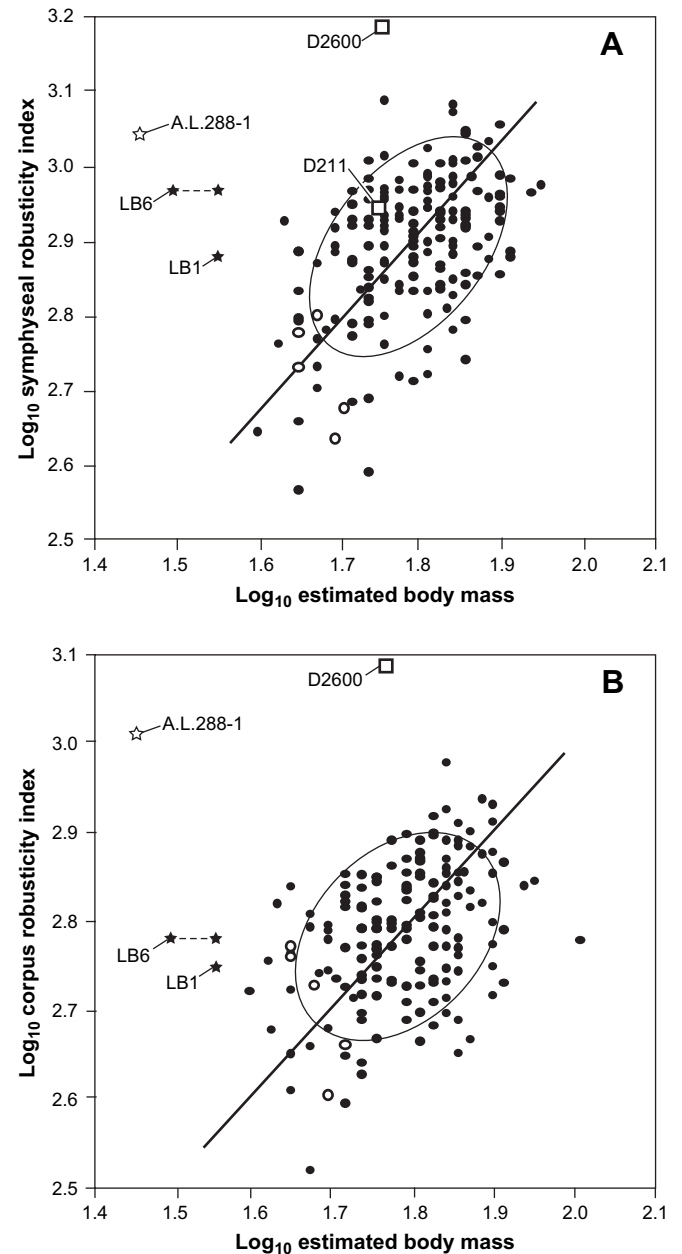 3.2
D2600
A
3.1
A.L.288-1
3.0
D211
LB6
2.9
LB1
2.8
2.7
2.6
2.5
Log10 symphyseal robusticity index
1.4 1.5 1.6 1.7 1.8 1.9 2.0 2.1
Log10 estimated body mass
3.1
D2600
B
A.L.288-1
3.0
2.9
2.8
LB6
LB1
2.7
2.6
2.5
Log10 corpus robusticity index
1.4 1.5 1.6 1.7 1.8 1.9 2.0 2.1
Log10 estimated body mass